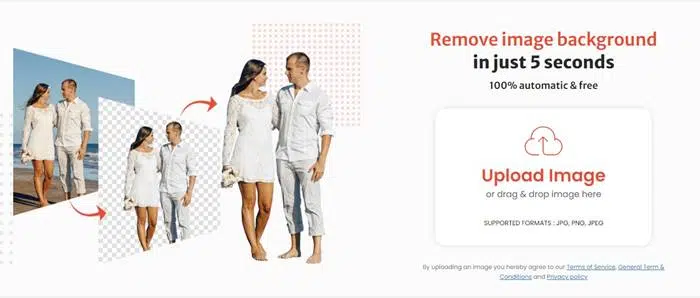 Remove image background
in just 5 seconds
100% automatic & free
Upload Image
or drag & drop image here
SUPPORTED FORMATS : JPG, PNG, JPEG
By uploading an image you hereby agree to our Terms of Service, General Term &
Conditions and Privacy policy